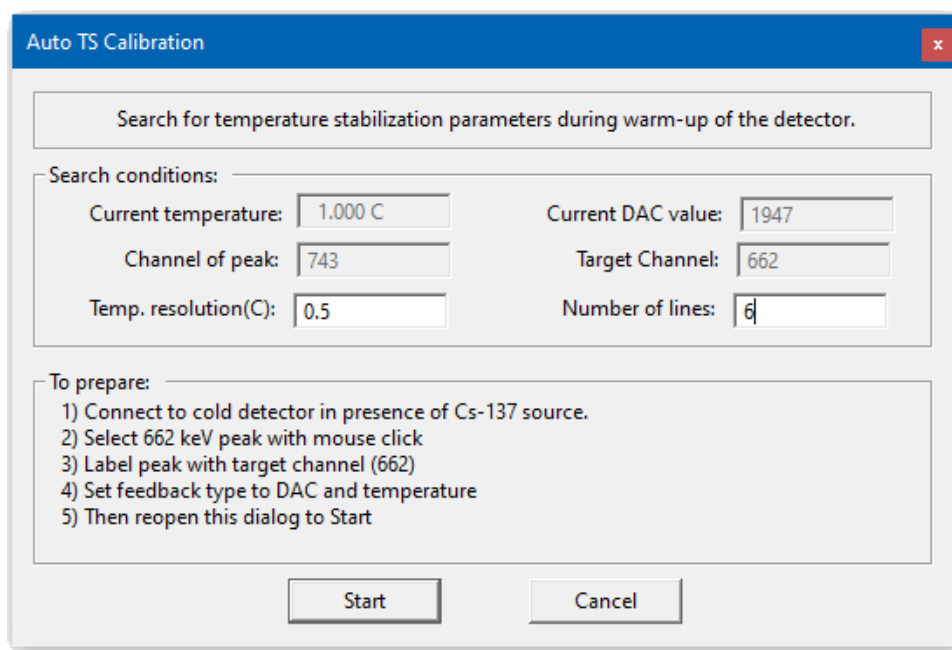 Auto TS Calibration
x
Search for temperature stabilization parameters during warm-up of the detector.
Search conditions:
Current temperature: 1.000 C Current DAC value: 1947
Channel of peak: 743 Target Channel: 662
Temp. resolution(C): 0.5 Number of lines: 6
To prepare:
1) Connect to cold detector in presence of Cs-137 source.
2) Select 662 keV peak with mouse click
3) Label peak with target channel (662)
4) Set feedback type to DAC and temperature
5) Then reopen this dialog to Start
Start Cancel